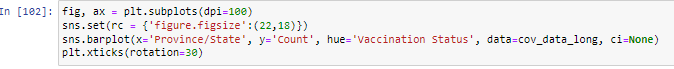 In [102]: fig, ax = plt.subplots(dpi=100)
sns.set(rc = {'figure.figsize':(22,18)})
sns.barplot(x='Province/State', y='Count', hue='Vaccination Status', data=cov_data_long, ci=None)
plt.xticks(rotation=30)